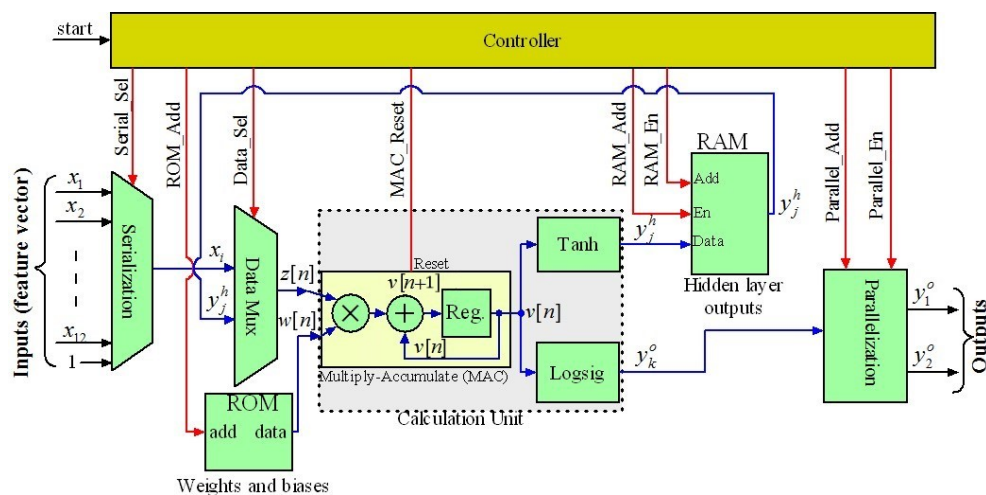 start
Controller
Serial_Sel
ROM_Add
Data_Sel
MAC_Reset
RAM_Add
RAM_En
Parallel_Add
Parallel_En
Inputs (feature vector)
x_1
x_2
x_12
1
Serialization
x_i
y_j^h
Data Mux
z[n]
w[n]
Reset
v[n+1]
×
+
Reg.
v[n]
v[n]
Multiply-Accumulate (MAC)
Calculation Unit
Tanh
Logsig
y_j^h
y_k^o
RAM
Add
En
Data
y_j^h
Hidden layer
outputs
ROM
add data
Weights and biases
Parallelization
y_1^o
y_2^o
Outputs